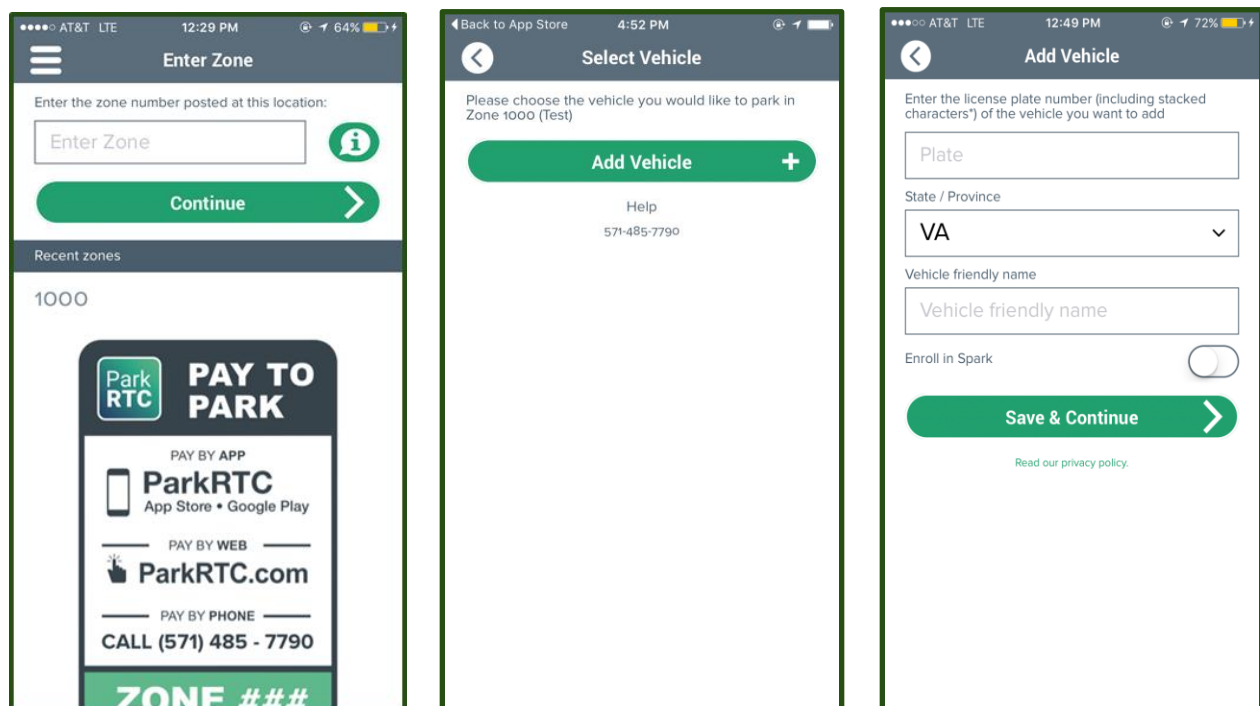 ●●●●○ AT&T LTE 12:29 PM 64%
Enter Zone
Enter the zone number posted at this location:
Enter Zone
Continue
Recent zones
1000
Park
RTC
PAY TO
PARK
PAY BY APP
ParkRTC
App Store • Google Play
PAY BY WEB
ParkRTC.com
PAY BY PHONE
CALL (571) 485 - 7790
ZONE ###
Back to App Store 4:52 PM
Select Vehicle
Please choose the vehicle you would like to park in
Zone 1000 (Test)
Add Vehicle +
Help
571-485-7790
●●●○○ AT&T LTE 12:49 PM 72%
Add Vehicle
Enter the license plate number (including stacked
characters*) of the vehicle you want to add
Plate
State / Province
VA
Vehicle friendly name
Vehicle friendly name
Enroll in Spark
Save & Continue
Read our privacy policy.